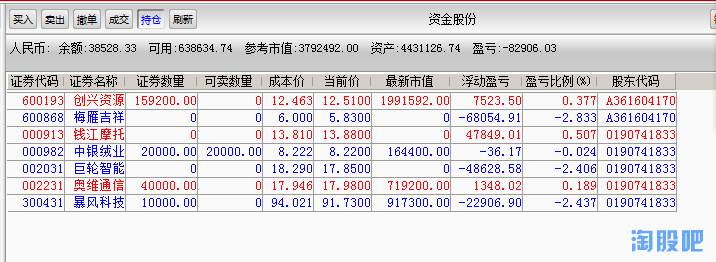 买入 卖出 撤单 成交 持仓 刷新 资金股份
人民币: 余额:38528.33 可用:638634.74 参考市值:3792492.00 资产:4431126.74 盈亏:-82906.03
证券代码 证券名称 证券数量 可卖数量 成本价 当前价 最新市值 浮动盈亏 盈亏比例(%) 股东代码
600193 创兴资源 159200.00 0 12.463 12.5100 1991592.00 7523.50 0.377 A361604170
600868 梅雁吉祥 0 0 6.000 5.8300 0 -68054.91 -2.833 A361604170
000913 钱江摩托 0 0 13.810 13.8800 0 47849.01 0.507 0190741833
000982 中银绒业 20000.00 20000.00 8.222 8.2200 164400.00 -36.17 -0.024 0190741833
002031 巨轮智能 0 0 18.290 17.8500 0 -48628.58 -2.406 0190741833
002231 奥维通信 40000.00 0 17.946 17.9800 719200.00 1348.02 0.189 0190741833
300431 暴风科技 10000.00 0 94.021 91.7300 917300.00 -22906.90 -2.437 0190741833
淘股吧